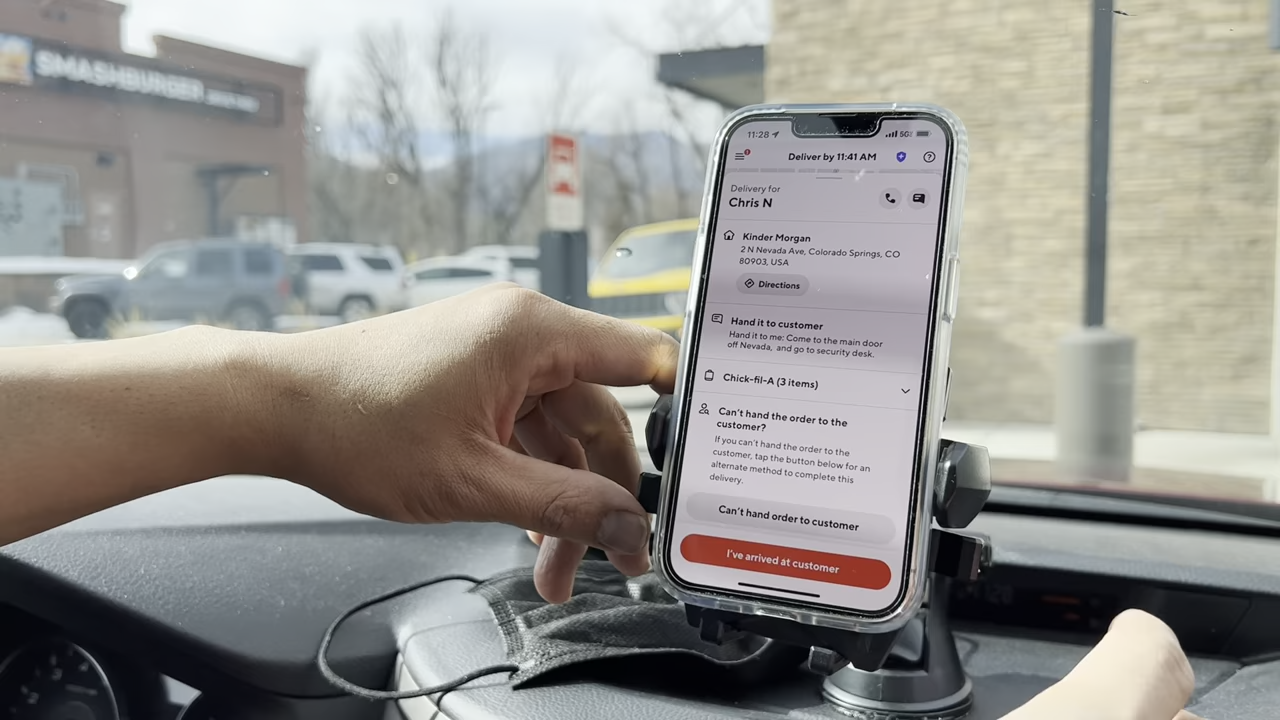 SMASHBURGER
11:28
5G
Deliver by 11:41 AM
Delivery for
Chris N
Kinder Morgan
2 N Nevada Ave, Colorado Springs, CO
80903, USA
Directions
Hand it to customer
Hand it to me: Come to the main door
off Nevada, and go to security desk.
Chick-fil-A (3 items)
Can't hand the order to the
customer?
If you can't hand the order to the
customer, tap the button below for an
alternate method to complete this
delivery.
Can't hand order to customer
I've arrived at customer